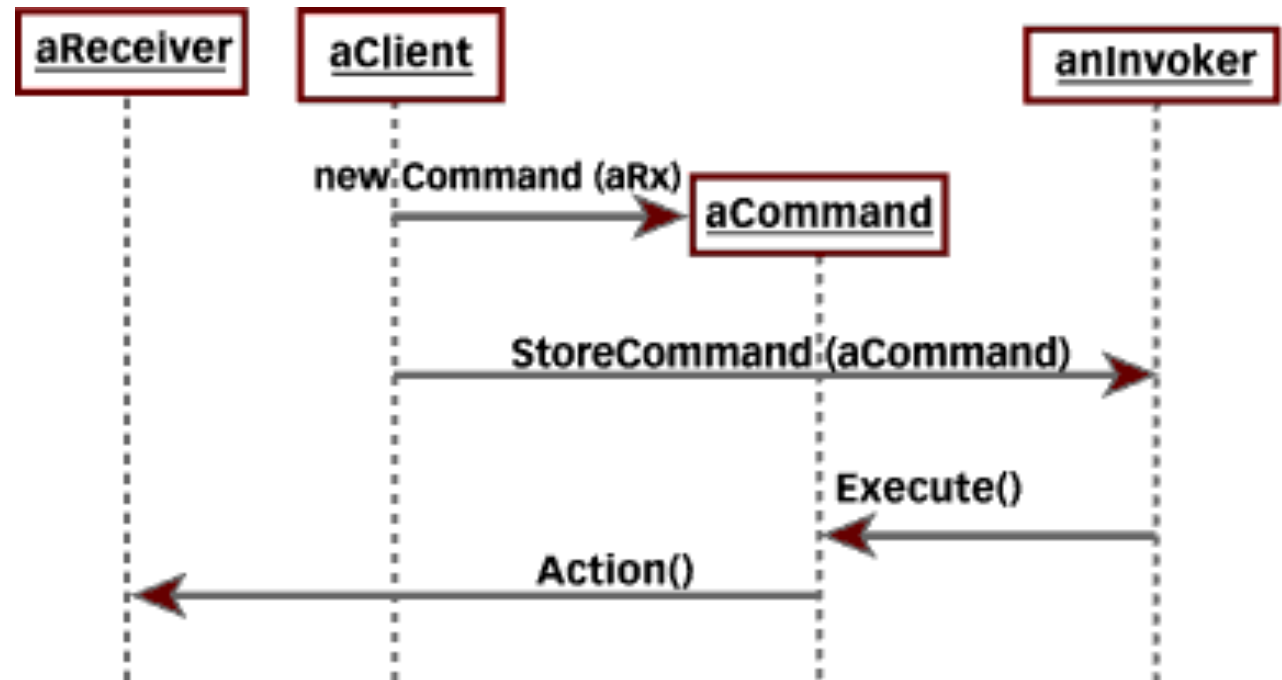 aReceiver
aClient
anInvoker
new Command (aRx)
aCommand
StoreCommand (aCommand)
Execute()
Action()